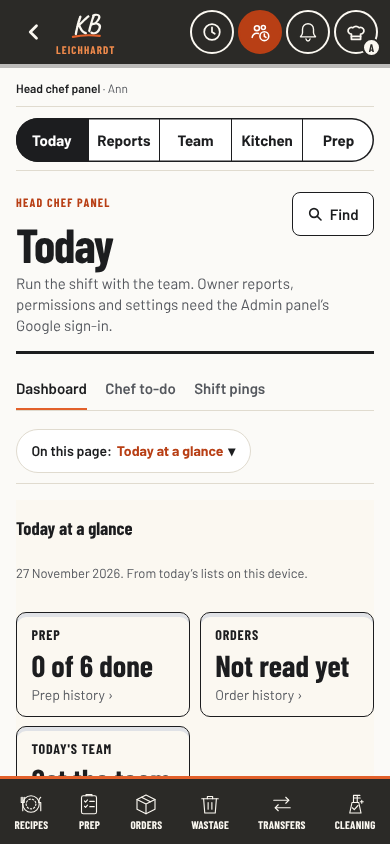 KB
LEICHHARDT
A
Head chef panel · Ann
Today Reports Team Kitchen Prep
HEAD CHEF PANEL
Find
Today
Run the shift with the team. Owner reports,
permissions and settings need the Admin panel’s
Google sign-in.
Dashboard Chef to-do Shift pings
On this page: Today at a glance ▾
Today at a glance
27 November 2026. From today’s lists on this device.
PREP
0 of 6 done
Prep history ›
ORDERS
Not read yet
Order history ›
TODAY'S TEAM
RECIPES PREP ORDERS WASTAGE TRANSFERS CLEANING